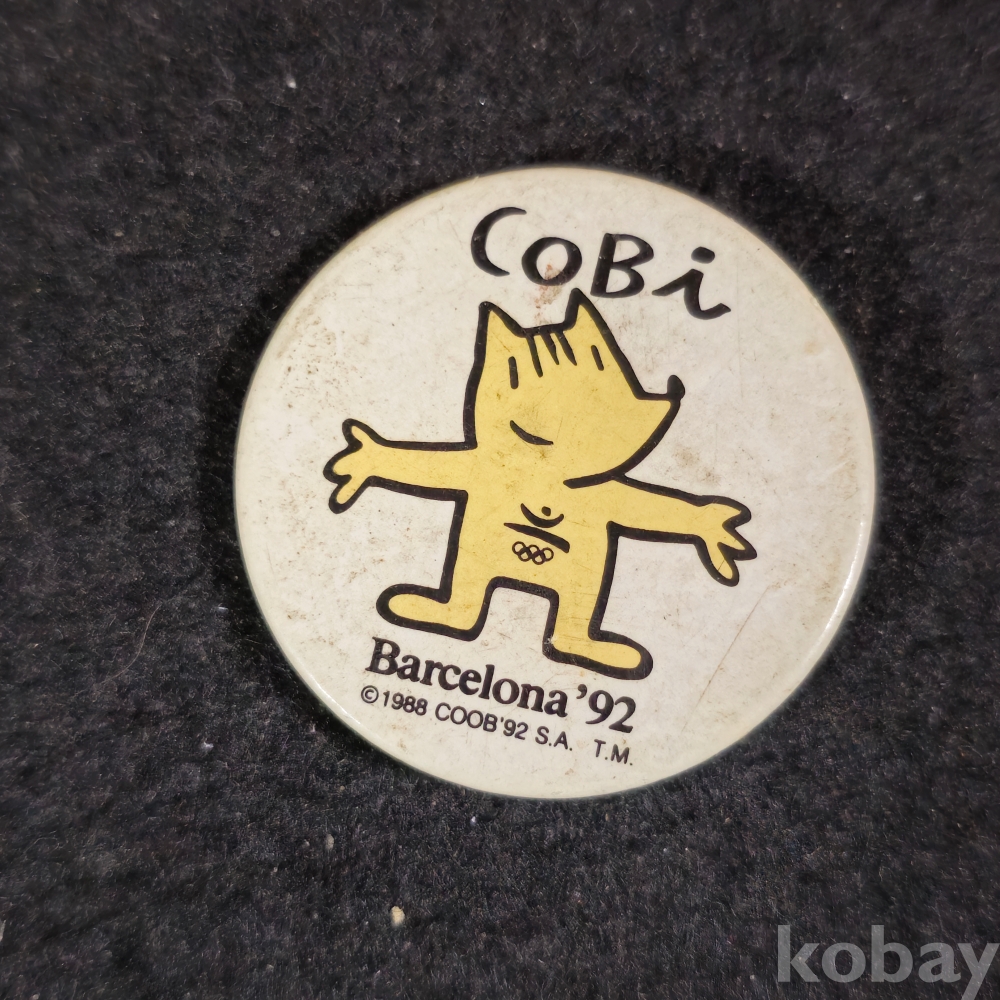 CoBi
Barcelona '92
©1988 COOB'92 S.A. T.M.
kobay